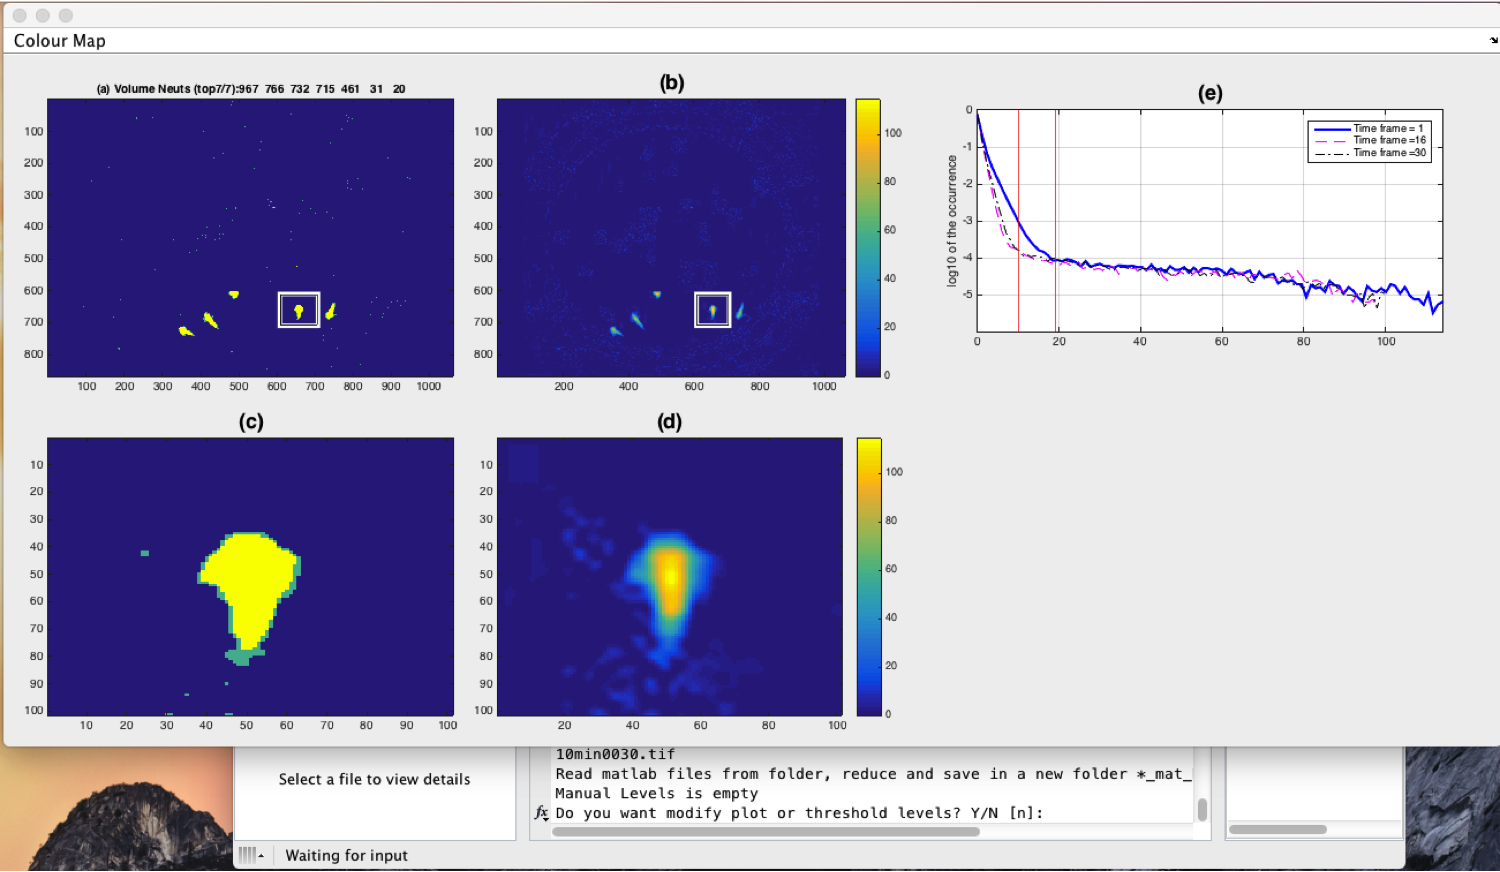 Colour Map
(a) Volume Neuts (top7/7):967 766 732 715 461 31 20
100
200
300
400
500
600
700
800
100 200 300 400 500 600 700 800 900 1000
(b)
100
200
300
400
500
600
700
800
200 400 600 800 1000
100
80
60
40
20
0
(e)
log10 of the occurrence
0
-1
-2
-3
-4
-5
0 20 40 60 80 100
Time frame = 1
Time frame =16
Time frame =30
(c)
10
20
30
40
50
60
70
80
90
100
10 20 30 40 50 60 70 80 90 100
(d)
10
20
30
40
50
60
70
80
90
100
20 40 60 80 100
100
80
60
40
20
0
Select a file to view details
10min0030.tif
Read matlab files from folder, reduce and save in a new folder *_mat_
Manual Levels is empty
fx Do you want modify plot or threshold levels? Y/N [n]:
Waiting for input